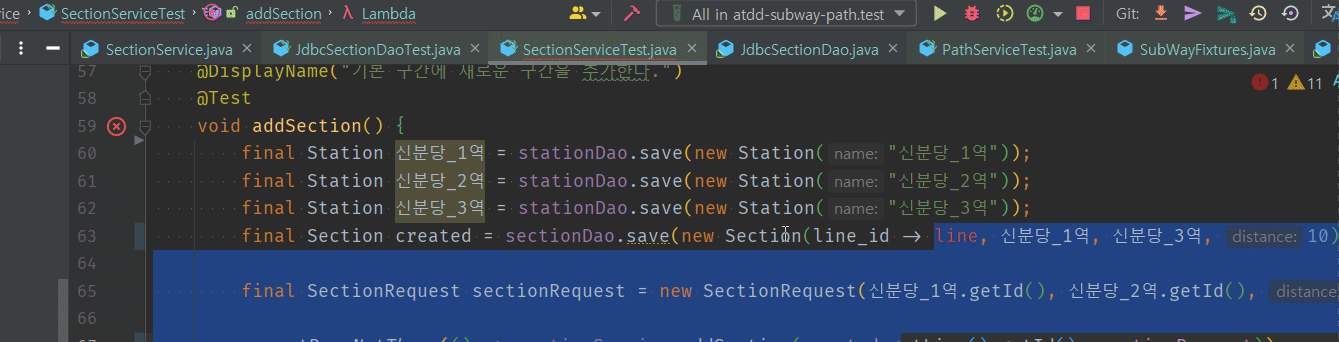 ce
SectionServiceTest
addSection
Lambda
All in atdd-subway-path.test
Git:
SectionService.java
JdbcSectionDaoTest.java
SectionServiceTest.java
JdbcSectionDao.java
PathServiceTest.java
SubWayFixtures.java
1 11
57 @DisplayName("기본 구간에 새로운 구간을 추가한다.")
58 @Test
59 void addSection() {
60 final Station 신분당_1역 = stationDao.save(new Station( name: "신분당_1역"));
61 final Station 신분당_2역 = stationDao.save(new Station( name: "신분당_2역"));
62 final Station 신분당_3역 = stationDao.save(new Station( name: "신분당_3역"));
63 final Section created = sectionDao.save(new Section(line_id -> line, 신분당_1역, 신분당_3역, distance: 10)
64
65 final SectionRequest sectionRequest = new SectionRequest(신분당_1역.getId(), 신분당_2역.getId(), distance
66